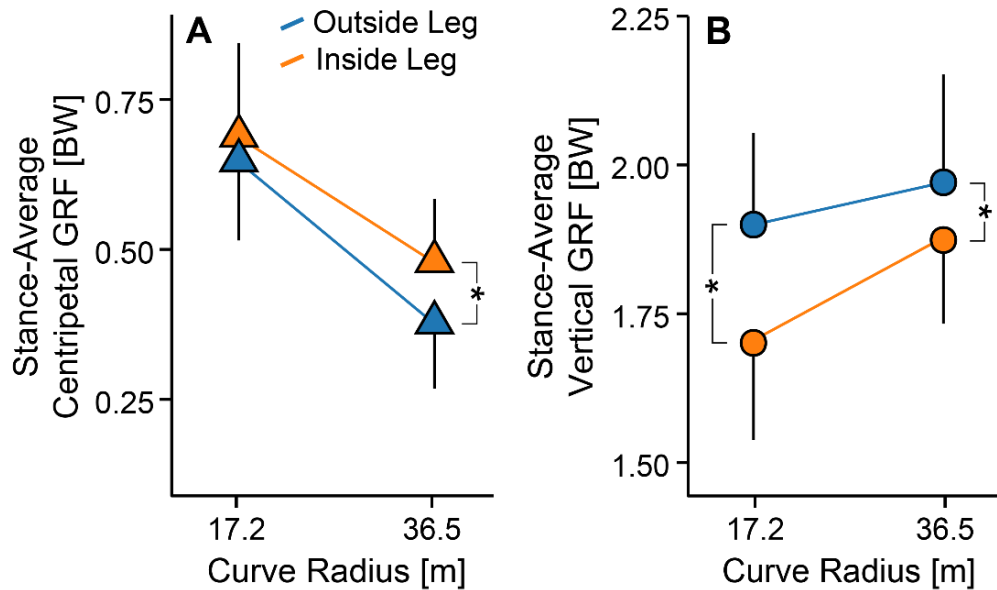 A
Outside Leg
Inside Leg
Stance-Average
Centripetal GRF [BW]
0.75
0.50
0.25
*
17.2
36.5
Curve Radius [m]
B
Stance-Average
Vertical GRF [BW]
2.25
2.00
1.75
1.50
*
*
17.2
36.5
Curve Radius [m]